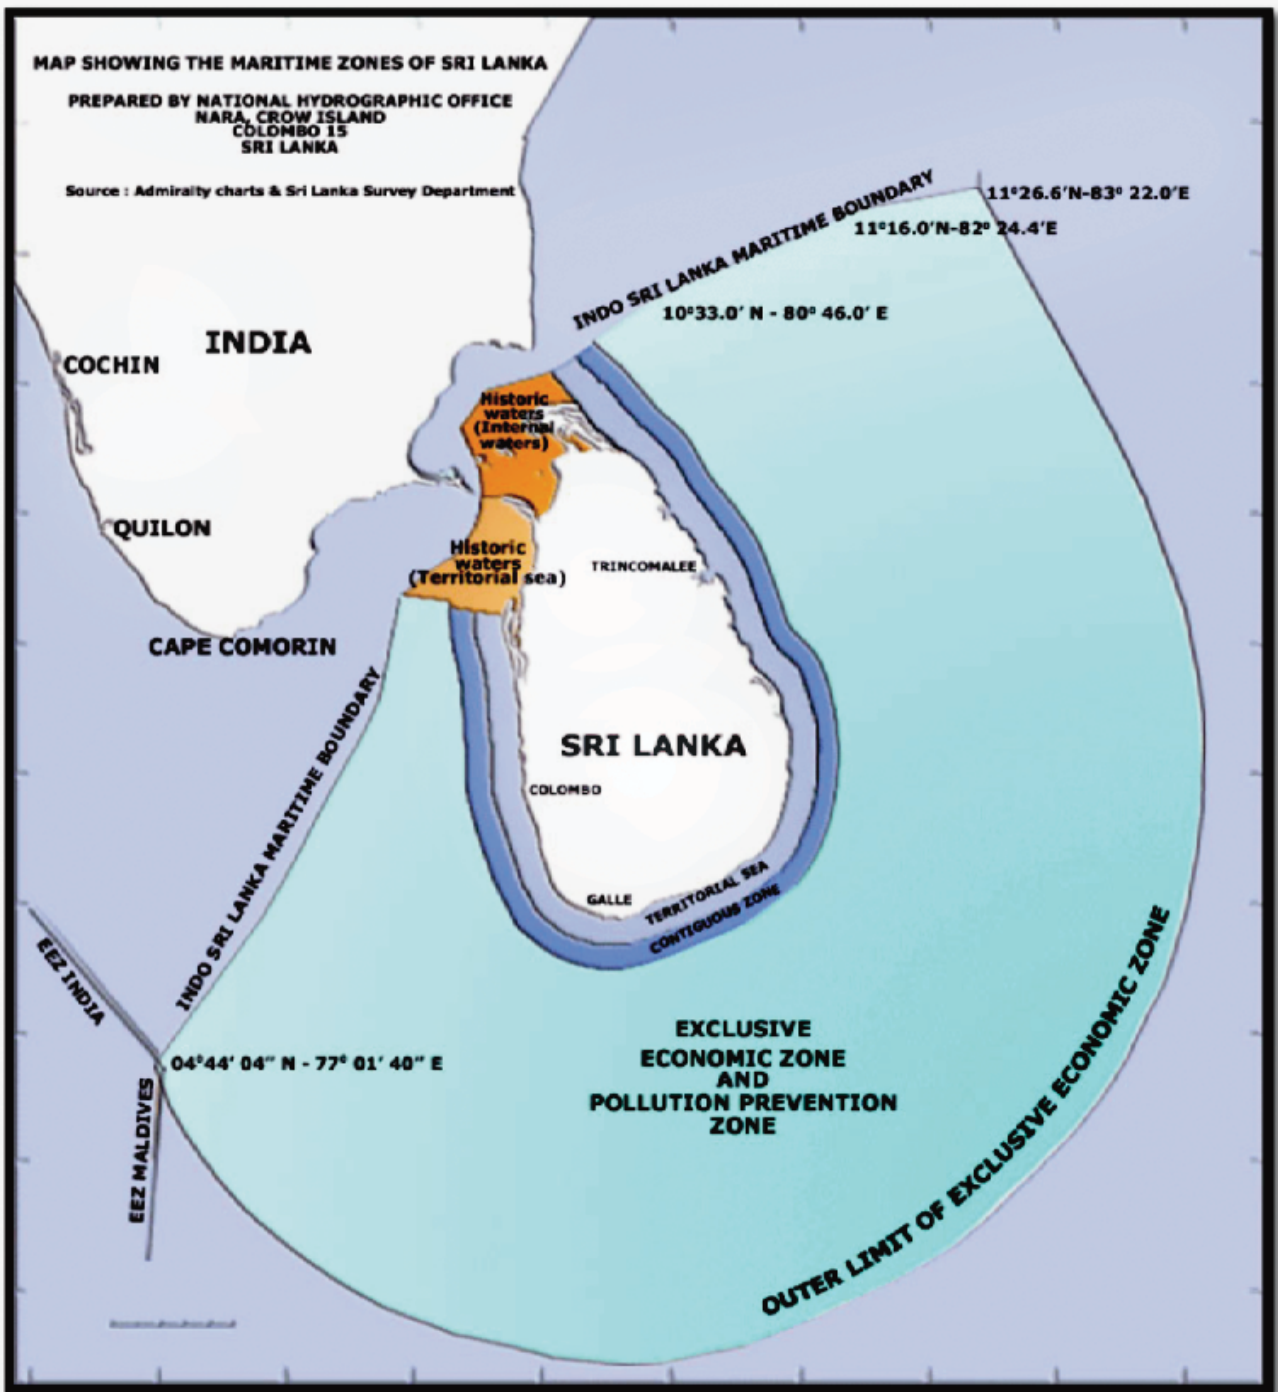 MAP SHOWING THE MARITIME ZONES OF SRI LANKA
PREPARED BY NATIONAL HYDROGRAPHIC OFFICE
NARA, CROW ISLAND
COLOMBO 15
SRI LANKA
Source : Admiralty charts & Sri Lanka Survey Department
INDO SRI LANKA MARITIME BOUNDARY
11°26.6'N-83° 22.0'E
11°16.0'N-82° 24.4'E
10°33.0' N - 80° 46.0' E
INDIA
COCHIN
Historic
waters
(Internal
waters)
QUILON
Historic
waters
(Territorial sea)
TRINCOMALEE
CAPE COMORIN
SRI LANKA
COLOMBO
INDO SRI LANKA MARITIME BOUNDARY
GALLE
TERRITORIAL SEA
CONTIGUOUS ZONE
EEZ INDIA
04°44' 04" N - 77° 01' 40" E
EEZ MALDIVES
EXCLUSIVE
ECONOMIC ZONE
AND
POLLUTION PREVENTION
ZONE
OUTER LIMIT OF EXCLUSIVE ECONOMIC ZONE